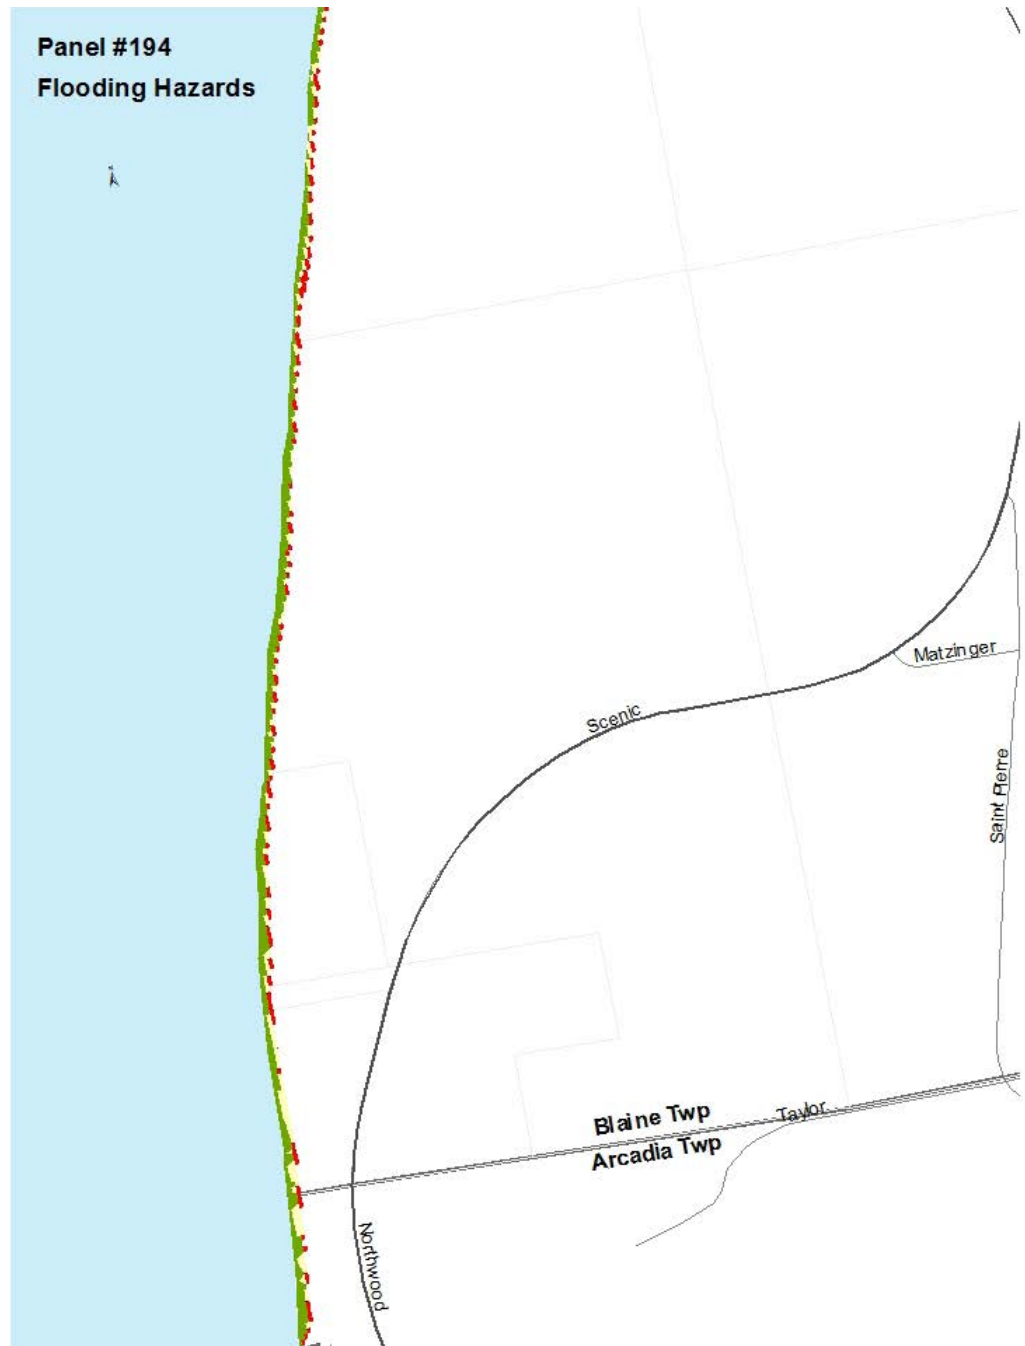 Panel #194
Flooding Hazards
Matzinger
Scenic
Saint Pierre
Blaine Twp
Taylor
Arcadia Twp
Northwood